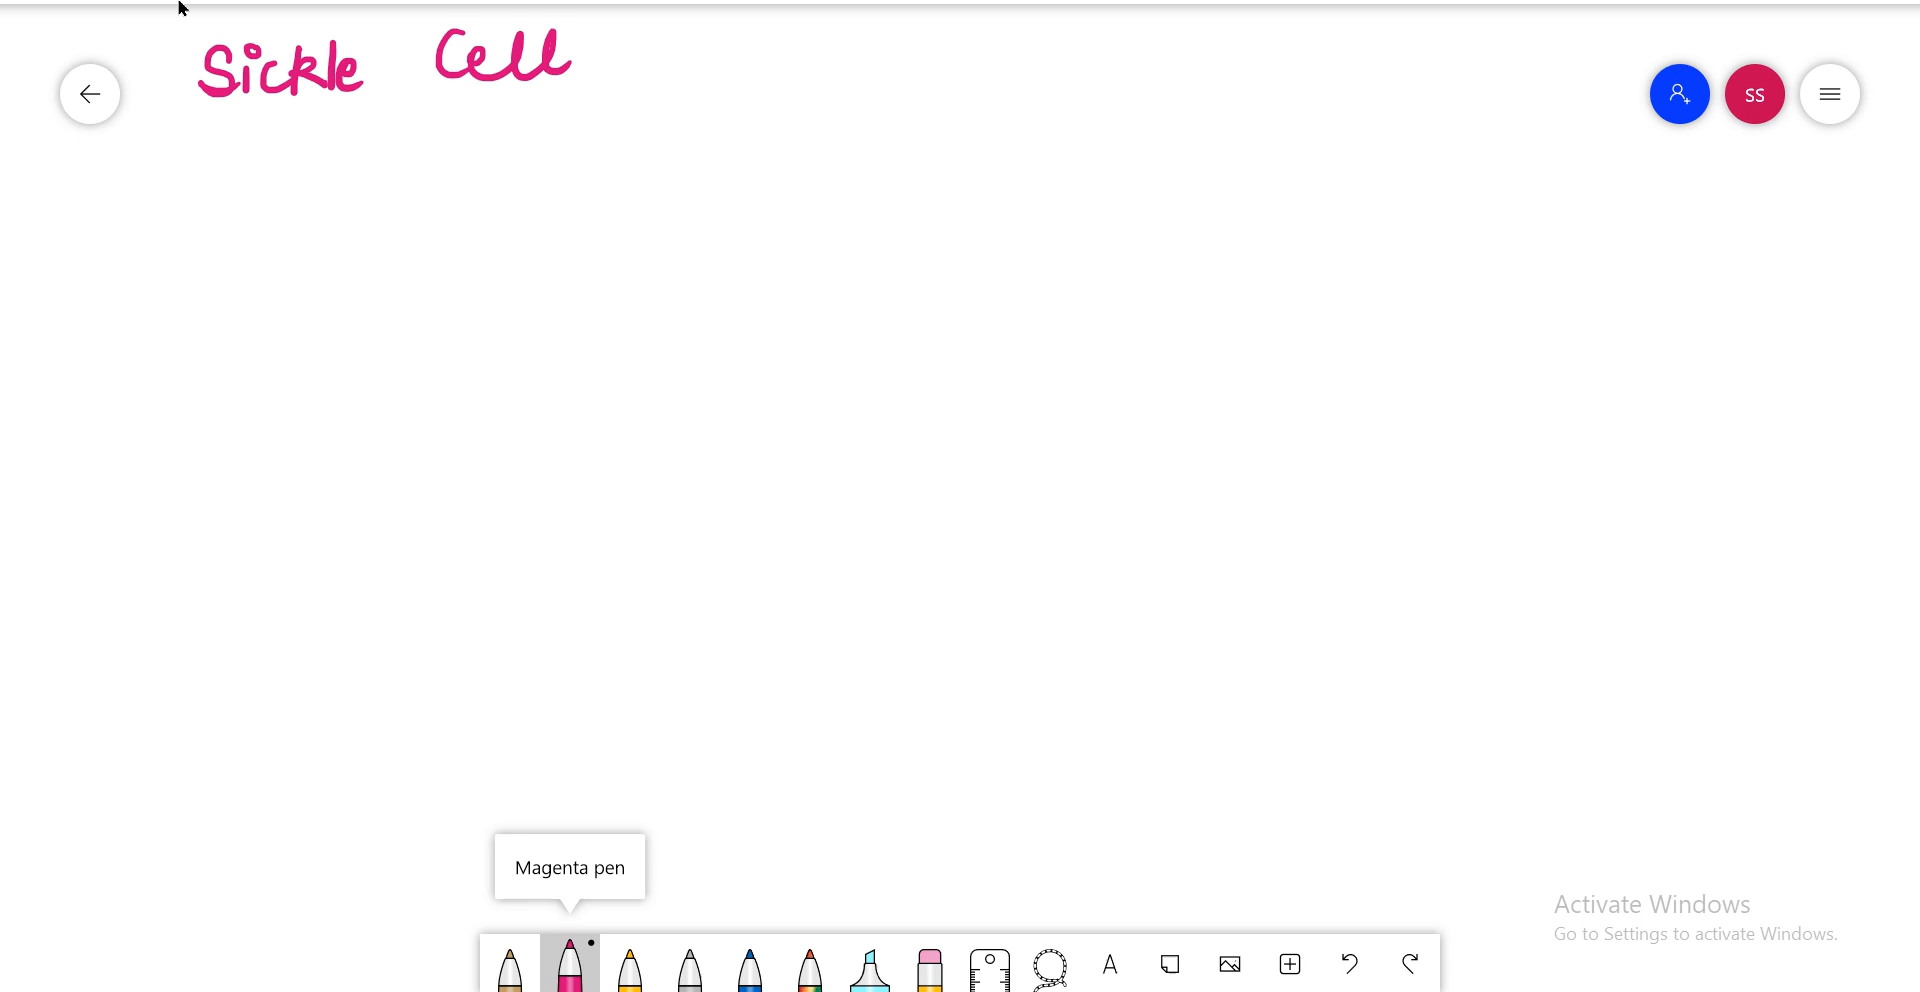 Sickle Cell
SS
Magenta pen
Activate Windows
Go to Settings to activate Windows.
A